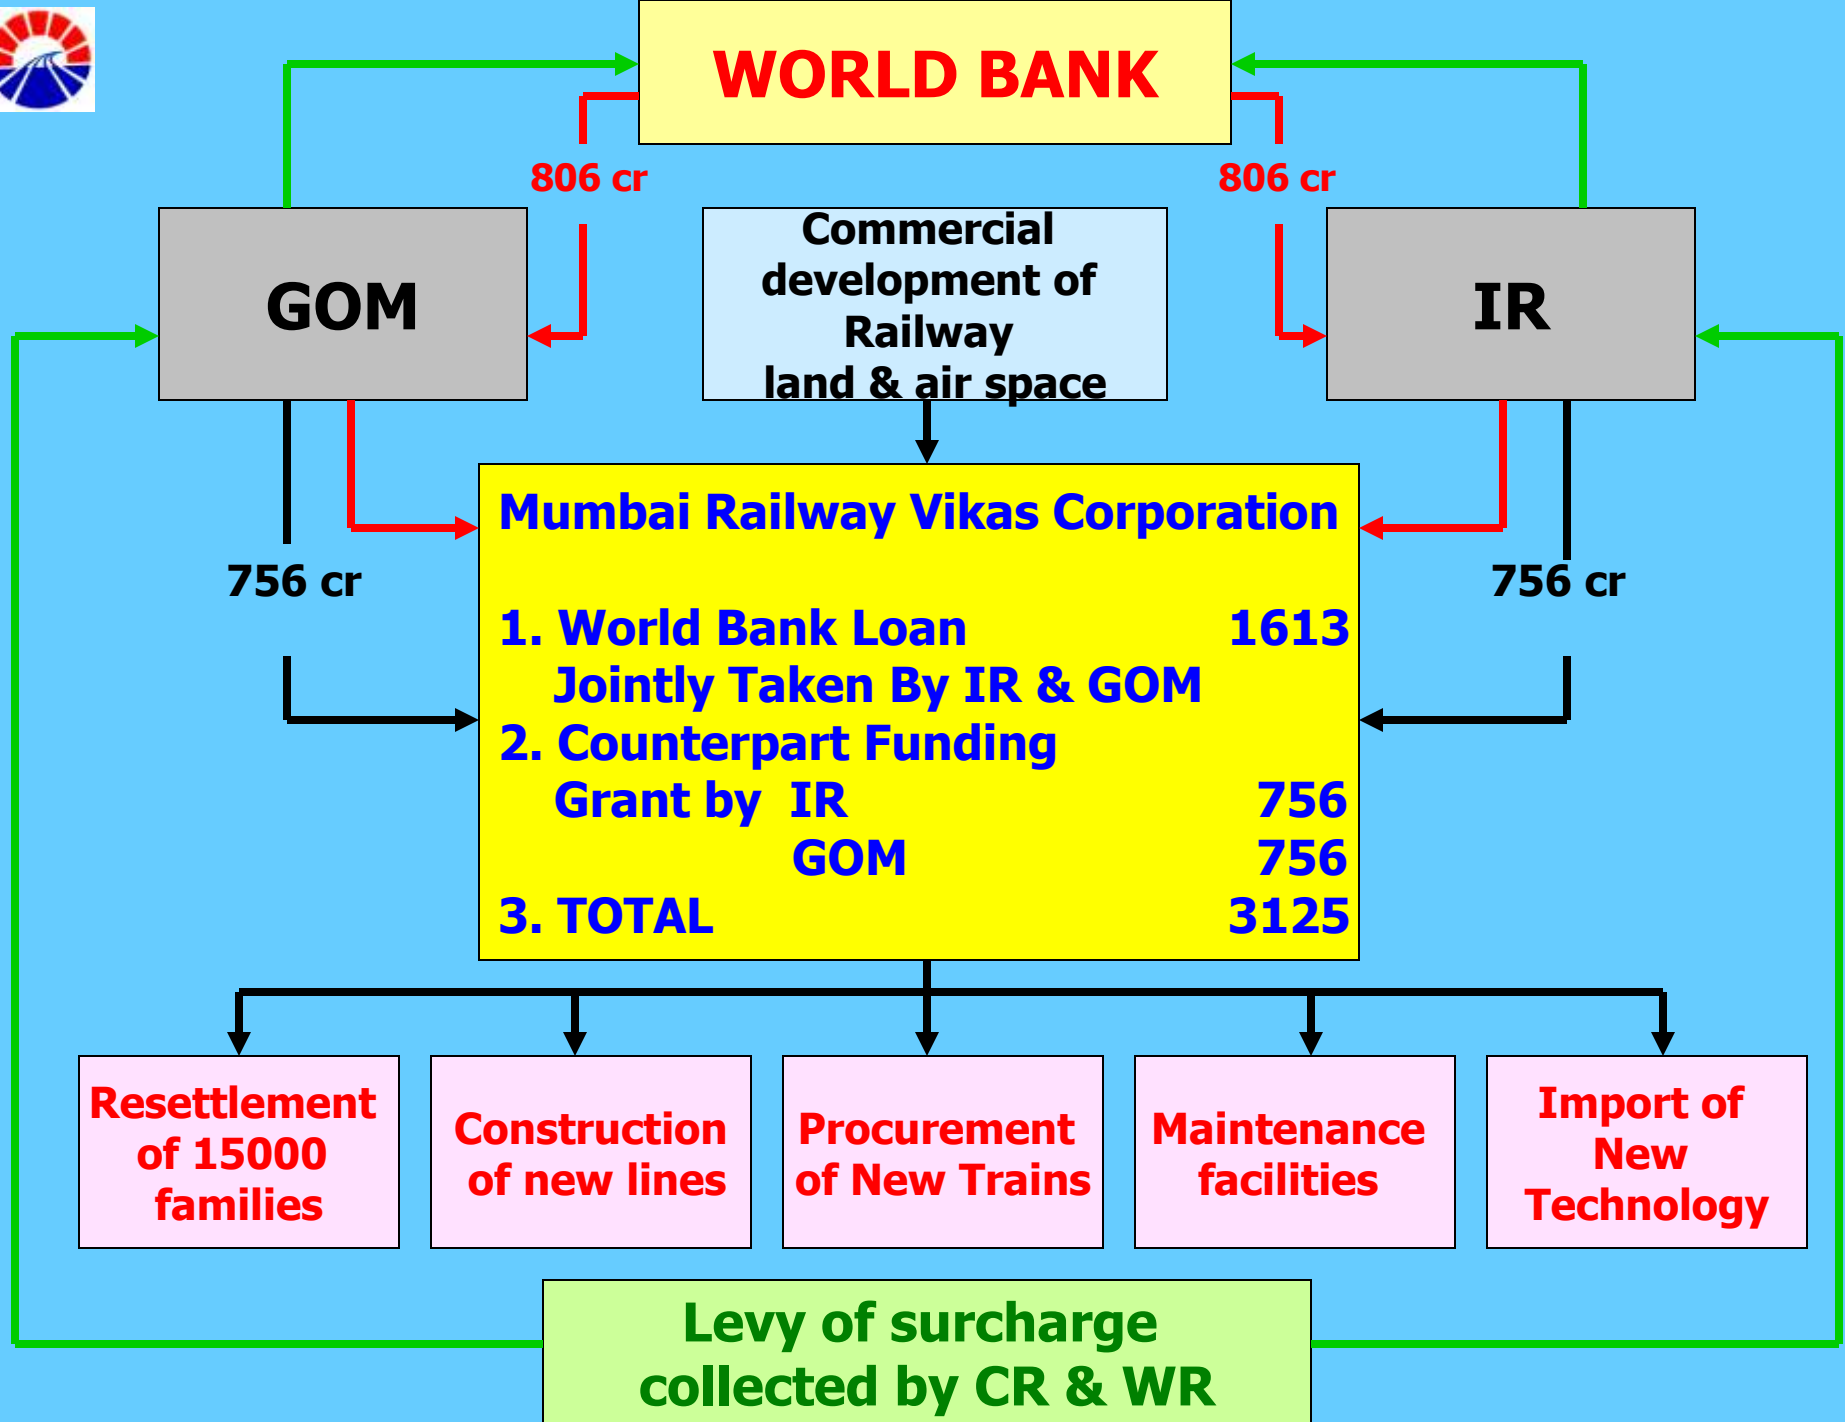 WORLD BANK
806 cr
806 cr
GOM
Commercial
development of
Railway
land & air space
IR
Mumbai Railway Vikas Corporation
756 cr
756 cr
1. World Bank Loan 1613
Jointly Taken By IR & GOM
2. Counterpart Funding
Grant by IR 756
GOM 756
3. TOTAL 3125
Resettlement
of 15000
families
Construction
of new lines
Procurement
of New Trains
Maintenance
facilities
Import of
New
Technology
Levy of surcharge
collected by CR & WR